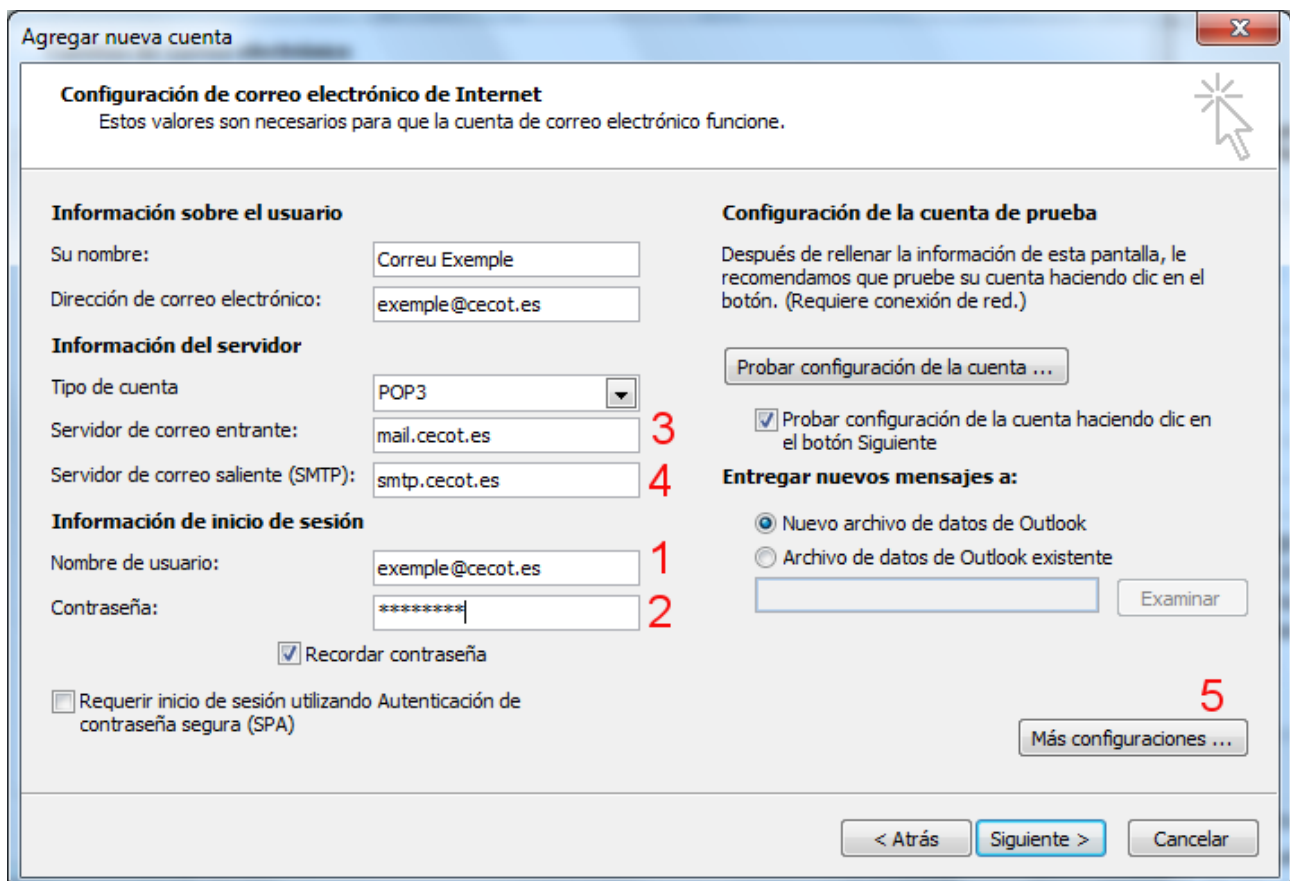 Agregar nueva cuenta
X
Configuración de correo electrónico de Internet
Estos valores son necesarios para que la cuenta de correo electrónico funcione.
Información sobre el usuario
Su nombre: Correu Exemple
Dirección de correo electrónico: exemple@cecot.es
Información del servidor
Tipo de cuenta POP3
Servidor de correo entrante: mail.cecot.es 3
Servidor de correo saliente (SMTP): smtp.cecot.es 4
Información de inicio de sesión
Nombre de usuario: exemple@cecot.es 1
Contraseña: ******** 2
Recordar contraseña
Requerir inicio de sesión utilizando Autenticación de
contraseña segura (SPA)
Configuración de la cuenta de prueba
Después de rellenar la información de esta pantalla, le
recomendamos que pruebe su cuenta haciendo clic en el
botón. (Requiere conexión de red.)
Probar configuración de la cuenta ...
Probar configuración de la cuenta haciendo clic en
el botón Siguiente
Entregar nuevos mensajes a:
Nuevo archivo de datos de Outlook
Archivo de datos de Outlook existente
Examinar
5
Más configuraciones ...
< Atrás Siguiente > Cancelar